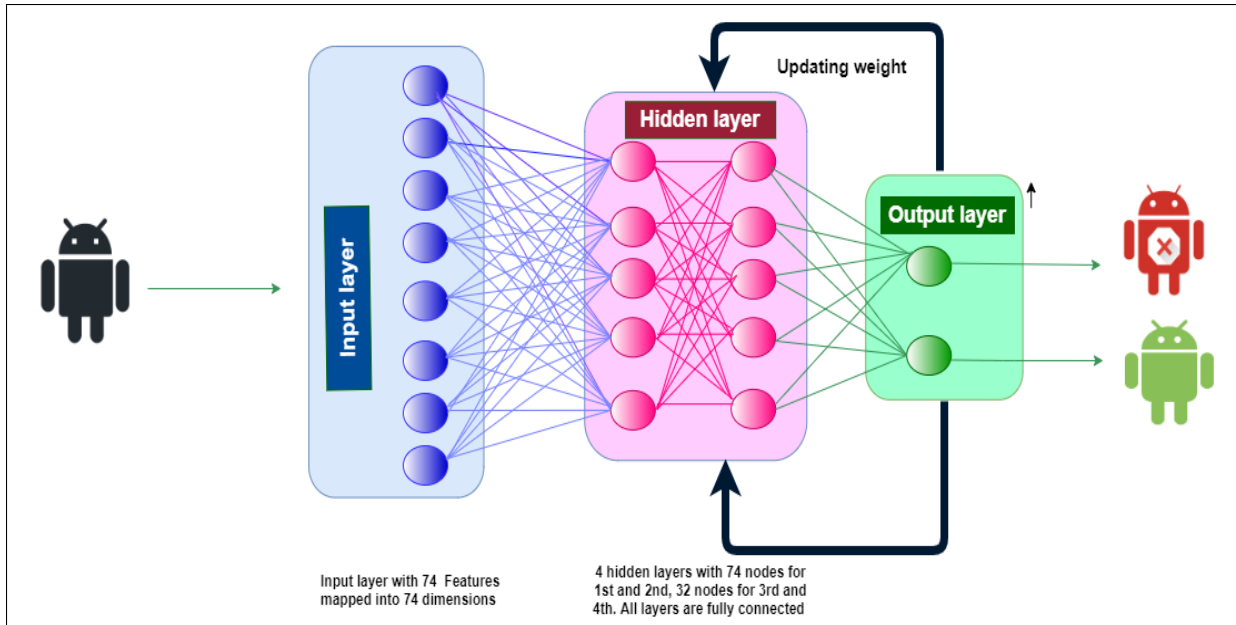 Updating weight
Hidden layer
Input layer
Output layer
Input layer with 74 Features
mapped into 74 dimensions
4 hidden layers with 74 nodes for
1st and 2nd, 32 nodes for 3rd and
4th. All layers are fully connected